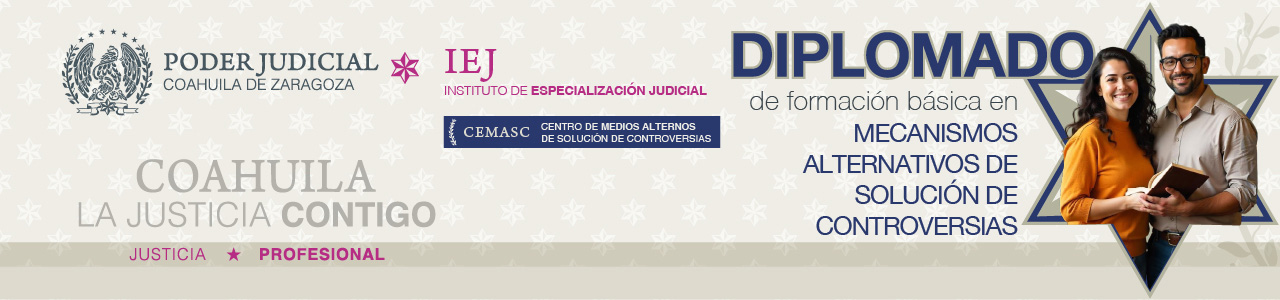 PODER JUDICIAL
COAHUILA DE ZARAGOZA
IEJ
INSTITUTO DE ESPECIALIZACIÓN JUDICIAL
CEMASC
CENTRO DE MEDIOS ALTERNOS
DE SOLUCIÓN DE CONTROVERSIAS
COAHUILA
LA JUSTICIA CONTIGO
JUSTICIA ★ PROFESIONAL
DIPLOMADO
de formación básica en
MECANISMOS
ALTERNATIVOS DE
SOLUCIÓN DE
CONTROVERSIAS